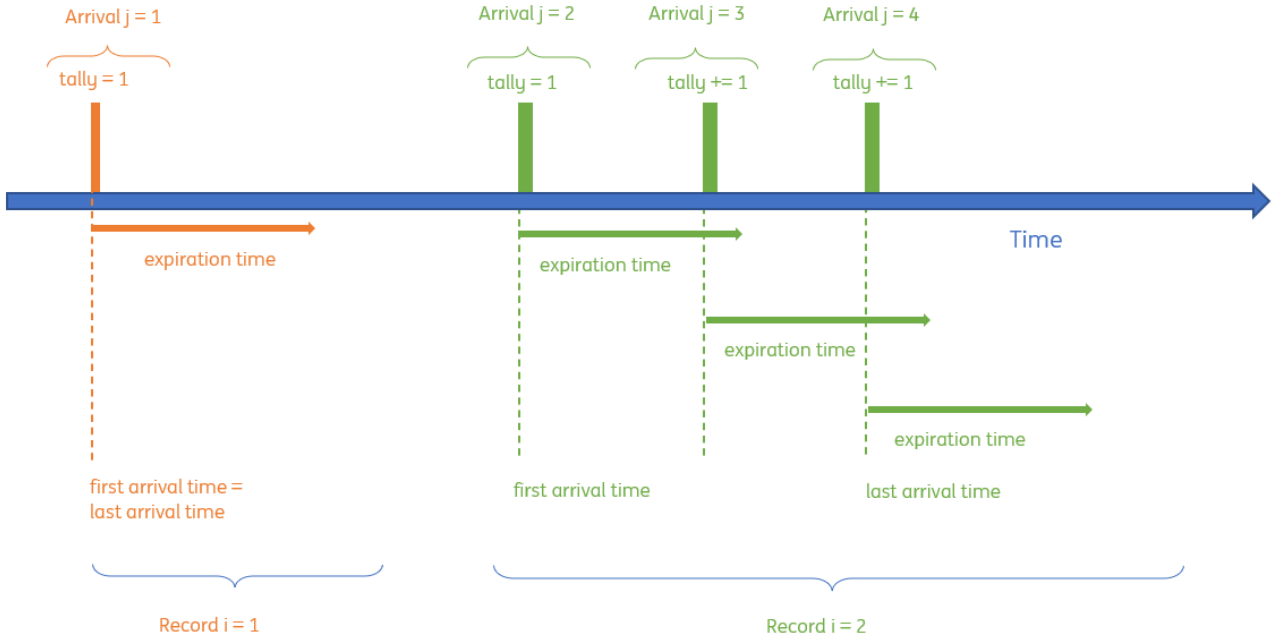 Arrival j = 1
Arrival j = 2
Arrival j = 3
Arrival j = 4
tally = 1
tally = 1
tally += 1
tally += 1
Time
expiration time
expiration time
expiration time
expiration time
first arrival time =
last arrival time
first arrival time
last arrival time
Record i = 1
Record i = 2